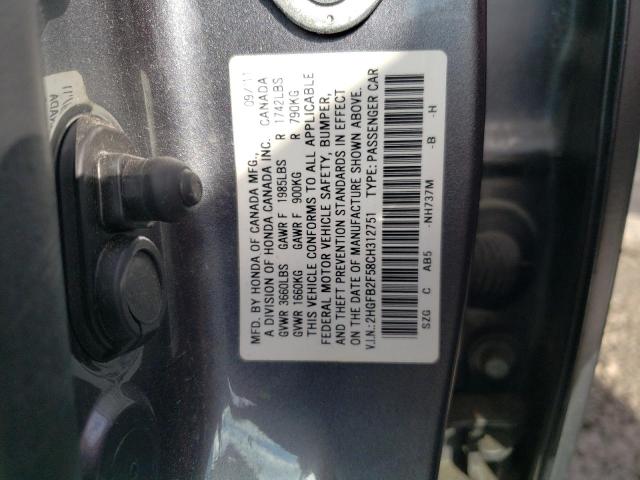 MFD. BY HONDA OF CANADA MFG., 09/11
A DIVISION OF HONDA CANADA INC., CANADA
GVWR 3660LBS GAWR F 1985LBS R 1742LBS
GVWR 1660KG GAWR F 900KG R 790KG
THIS VEHICLE CONFORMS TO ALL APPLICABLE
FEDERAL MOTOR VEHICLE SAFETY, BUMPER,
AND THEFT PREVENTION STANDARDS IN EFFECT
ON THE DATE OF MANUFACTURE SHOWN ABOVE.
V.I.N.: 2HGFB2F58CH312751 TYPE: PASSENGER CAR
SZG C AB5 -NH737M -B -H